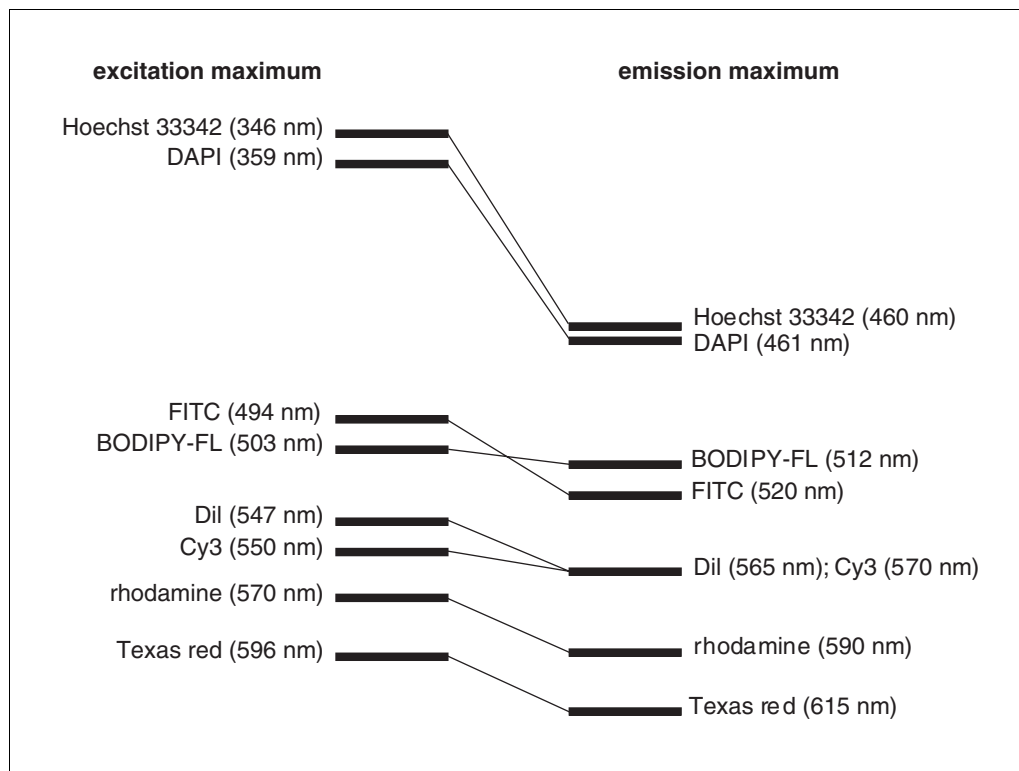 excitation maximum
emission maximum
Hoechst 33342 (346 nm)
DAPI (359 nm)
Hoechst 33342 (460 nm)
DAPI (461 nm)
FITC (494 nm)
BODIPY-FL (503 nm)
BODIPY-FL (512 nm)
FITC (520 nm)
DiI (547 nm)
Cy3 (550 nm)
DiI (565 nm); Cy3 (570 nm)
rhodamine (570 nm)
rhodamine (590 nm)
Texas red (596 nm)
Texas red (615 nm)